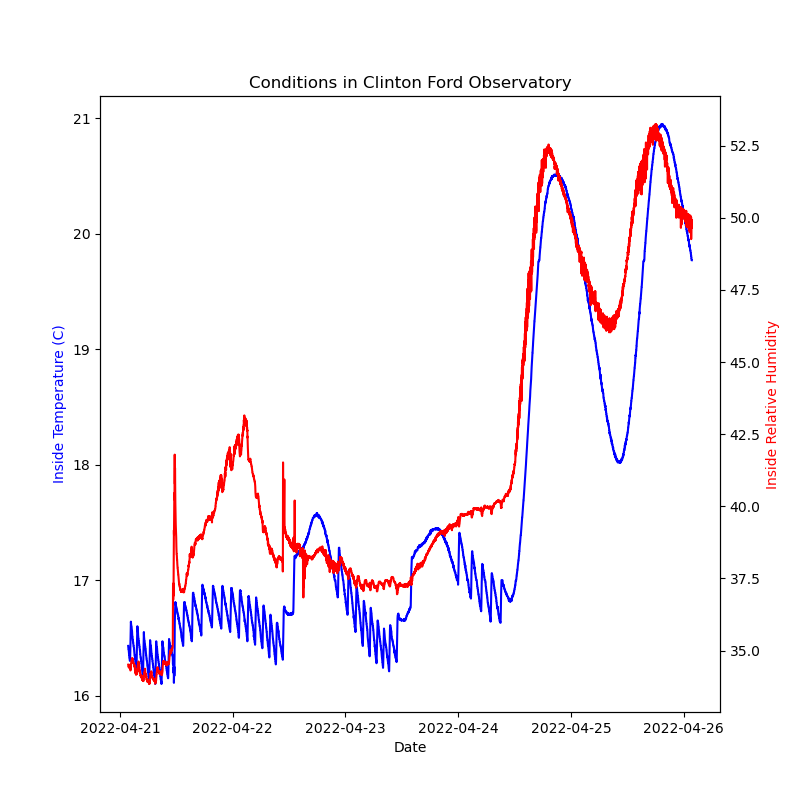 Conditions in Clinton Ford Observatory
21
20
19
18
17
16
Inside Temperature (C)
52.5
50.0
47.5
45.0
42.5
40.0
37.5
35.0
Inside Relative Humidity
2022-04-21 2022-04-22 2022-04-23 2022-04-24 2022-04-25 2022-04-26
Date